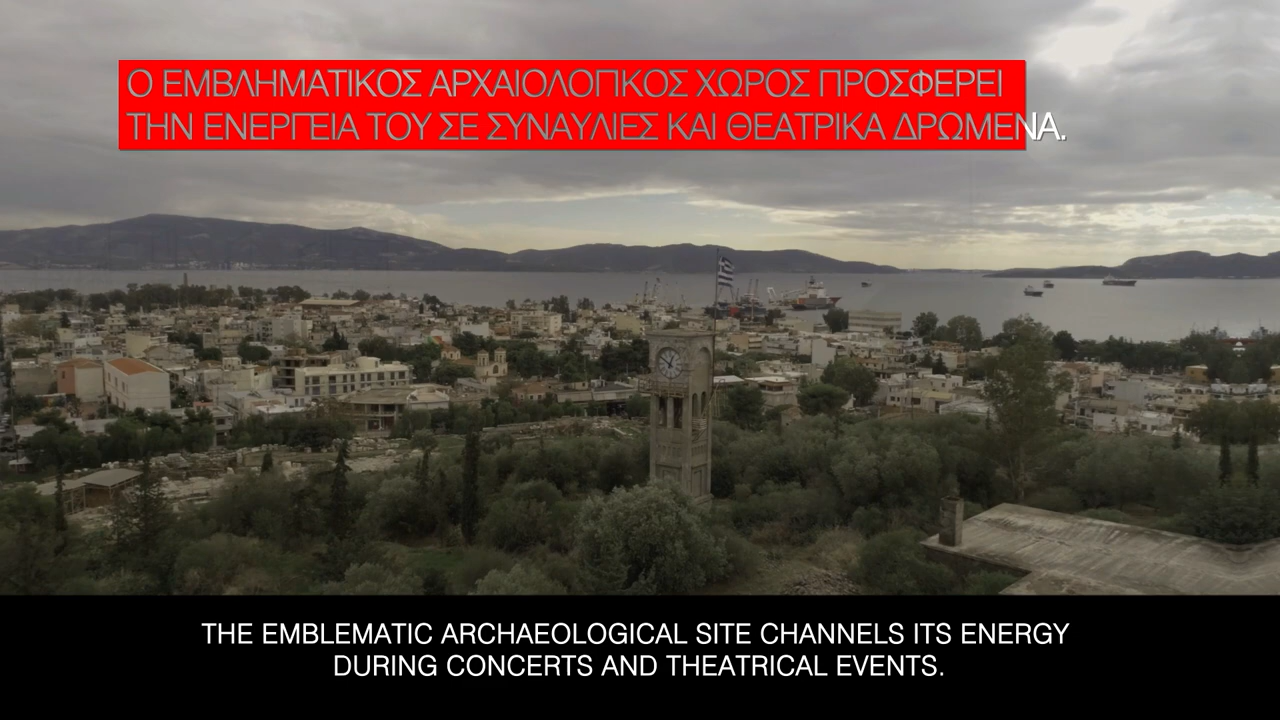 Ο ΕΜΒΛΗΜΑΤΙΚΟΣ ΑΡΧΑΙΟΛΟΓΙΚΟΣ ΧΩΡΟΣ ΠΡΟΣΦΕΡΕΙ
ΤΗΝ ΕΝΕΡΓΕΙΑ ΤΟΥ ΣΕ ΣΥΝΑΥΛΙΕΣ ΚΑΙ ΘΕΑΤΡΙΚΑ ΔΡΩΜΕΝΑ.
THE EMBLEMATIC ARCHAEOLOGICAL SITE CHANNELS ITS ENERGY
DURING CONCERTS AND THEATRICAL EVENTS.